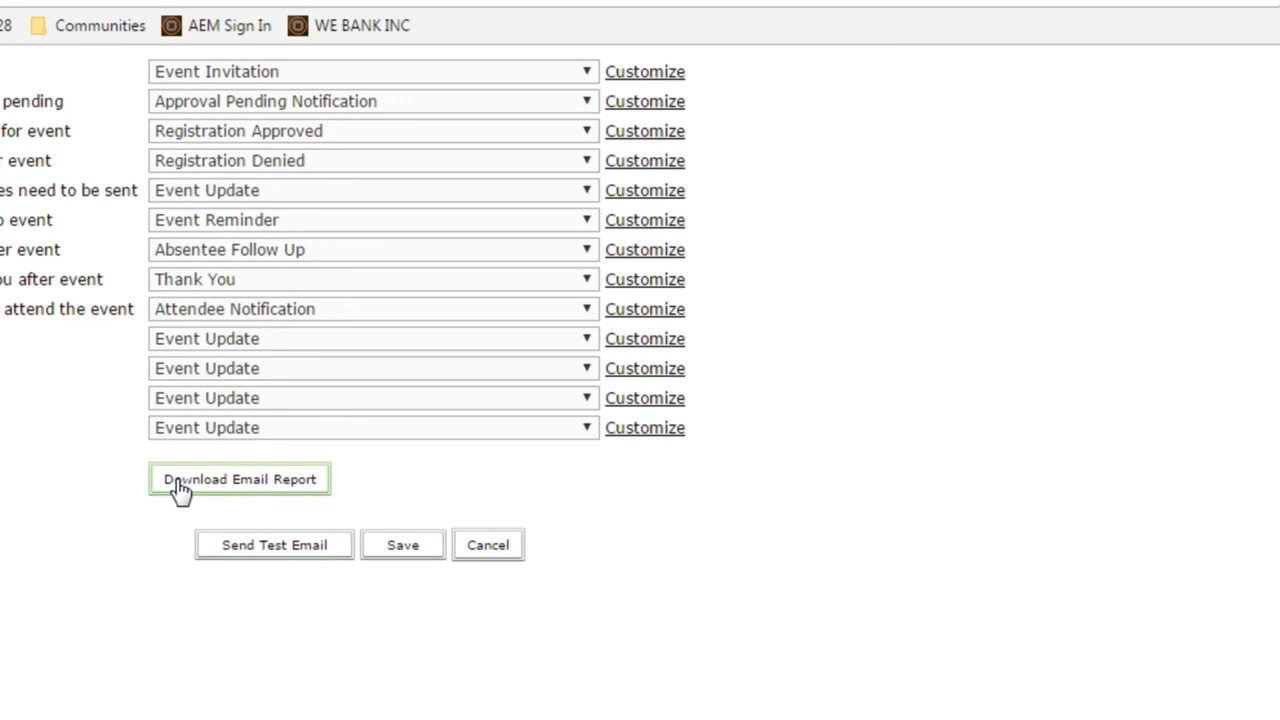 28 Communities AEM Sign In WE BANK INC
Event Invitation Customize
pending Approval Pending Notification Customize
for event Registration Approved Customize
r event Registration Denied Customize
es need to be sent Event Update Customize
o event Event Reminder Customize
er event Absentee Follow Up Customize
ou after event Thank You Customize
attend the event Attendee Notification Customize
Event Update Customize
Event Update Customize
Event Update Customize
Event Update Customize
Download Email Report
Send Test Email Save Cancel